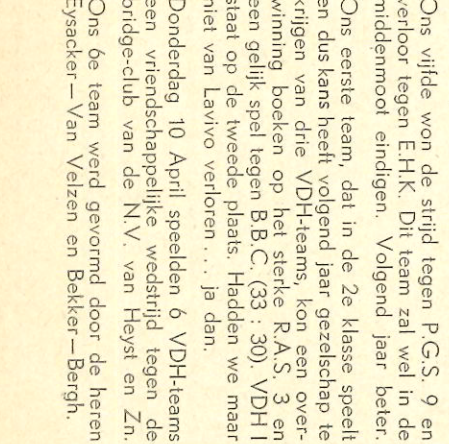 Ons vijfde won de strijd tegen P.G.S. 9 en
verloor tegen E.H.K. Dit team zal wel in de
middenmoot eindigen. Volgend jaar beter.
Ons eerste team, dat in de 2e klasse speelt
en dus kans heeft volgend jaar gezelschap te
krijgen van drie VDH-teams, kon een over-
winning boeken op het sterke R.A.S. 3 en
een gelijk spel tegen B.B.C. (33 : 30). VDH I
staat op de tweede plaats. Hadden we maar
niet van Lavivo verloren ... ja dan.
Donderdag 10 April speelden 6 VDH-teams
een vriendschappelijke wedstrijd tegen de
bridge-club van de N.V. van Heyst en Zn.
Ons 6e team werd gevormd door de heren
Eysacker—Van Velzen en Bekker—Bergh.